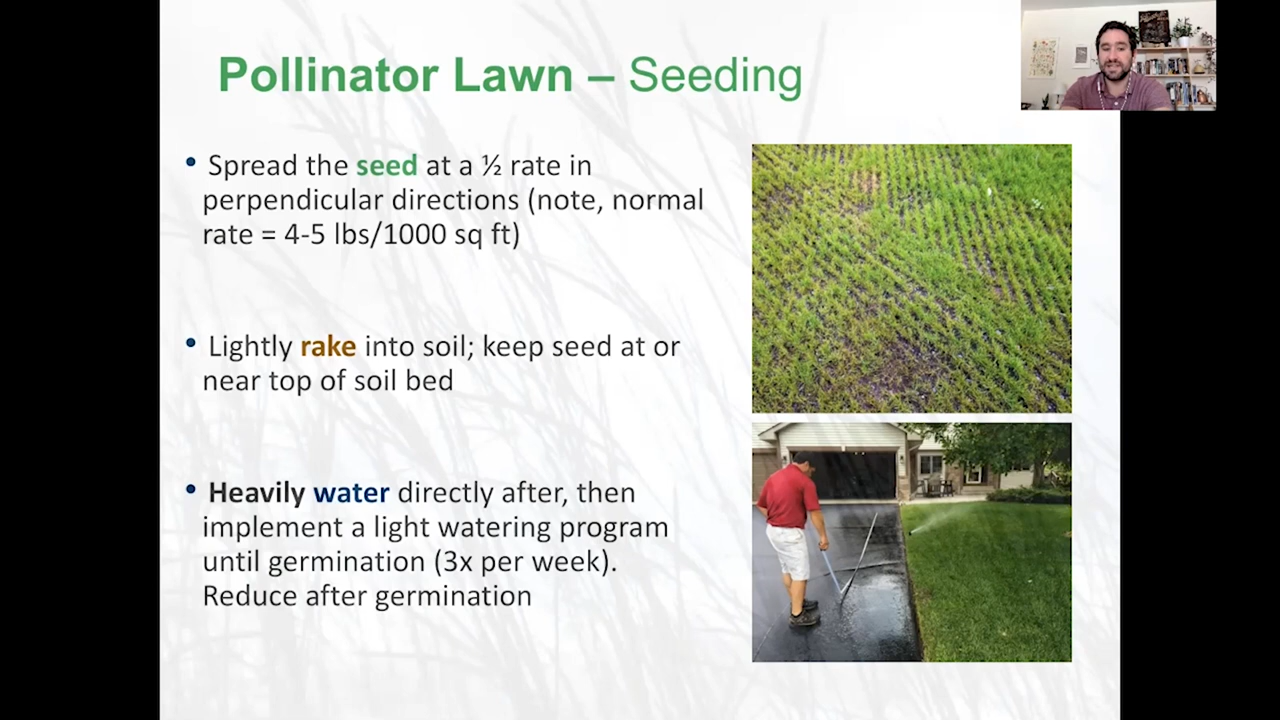 Pollinator Lawn – Seeding
• Spread the seed at a ½ rate in
perpendicular directions (note, normal
rate = 4-5 lbs/1000 sq ft)
• Lightly rake into soil; keep seed at or
near top of soil bed
• Heavily water directly after, then
implement a light watering program
until germination (3x per week).
Reduce after germination